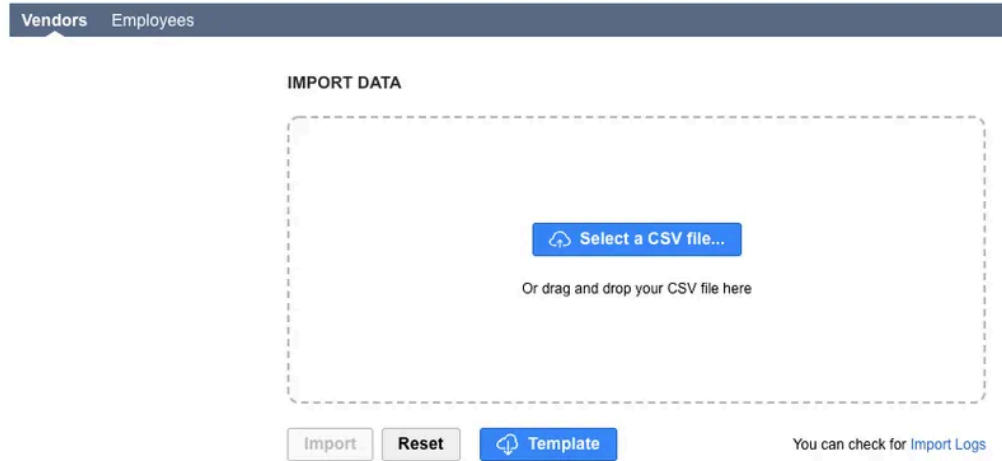 Vendors Employees
IMPORT DATA
Select a CSV file...
Or drag and drop your CSV file here
Import Reset Template You can check for Import Logs